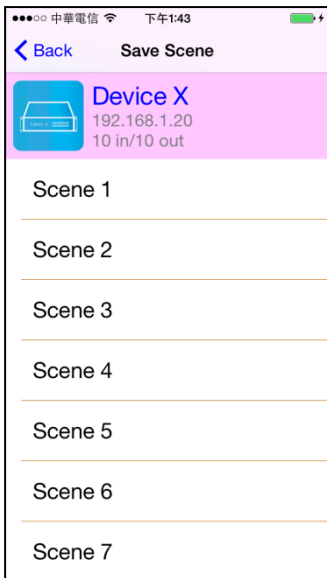 中華電信 下午1:43
Back Save Scene
Device X
192.168.1.20
10 in/10 out
Scene 1
Scene 2
Scene 3
Scene 4
Scene 5
Scene 6
Scene 7